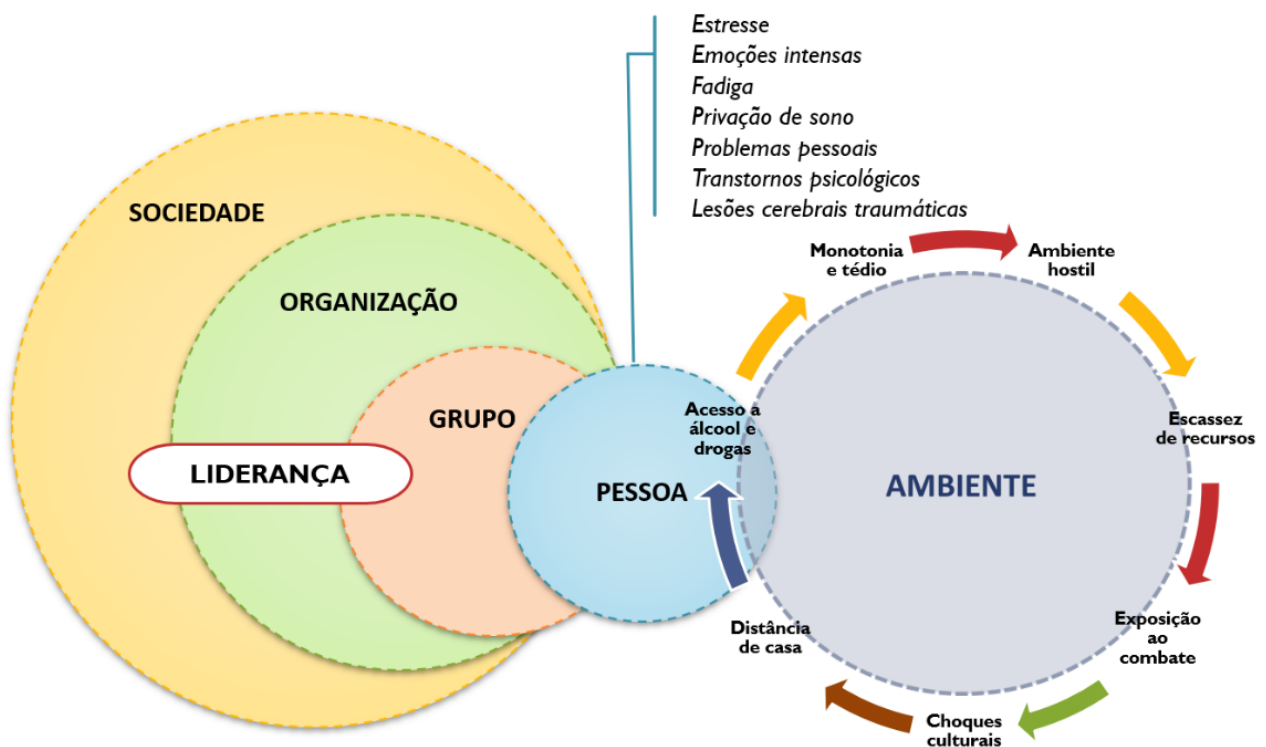 Estresse
Emoções intensas
Fadiga
Privação de sono
Problemas pessoais
Transtornos psicológicos
Lesões cerebrais traumáticas
SOCIEDADE
ORGANIZAÇÃO
GRUPO
LIDERANÇA
PESSOA
AMBIENTE
Monotonia
e tédio
Ambiente
hostil
Escassez
de recursos
Exposição
ao
combate
Choques
culturais
Distância
de casa
Acesso a
álcool e
drogas